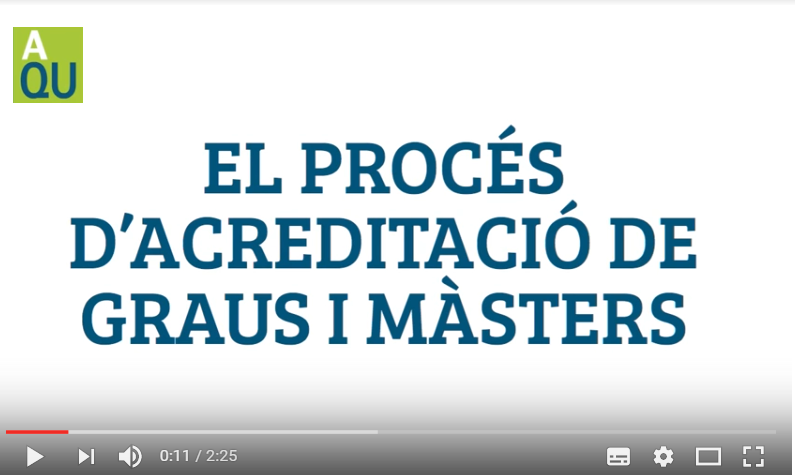 A
QU
EL PROCÉS
D'ACREDITACIÓ DE
GRAUS I MÀSTERS
0:11 / 2:25